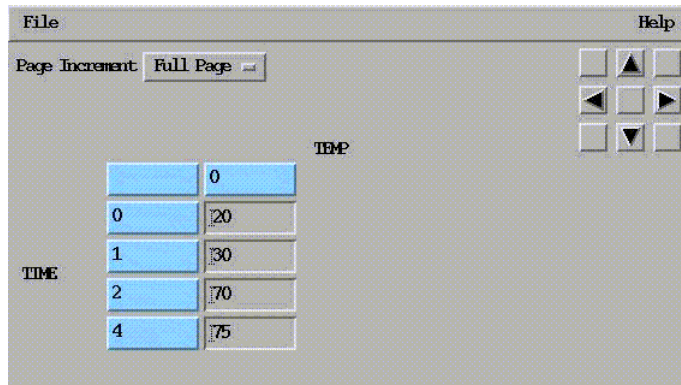 File Help
Page Increment Full Page
TEMP
0
0 20
1 30
TIME
2 70
4 75